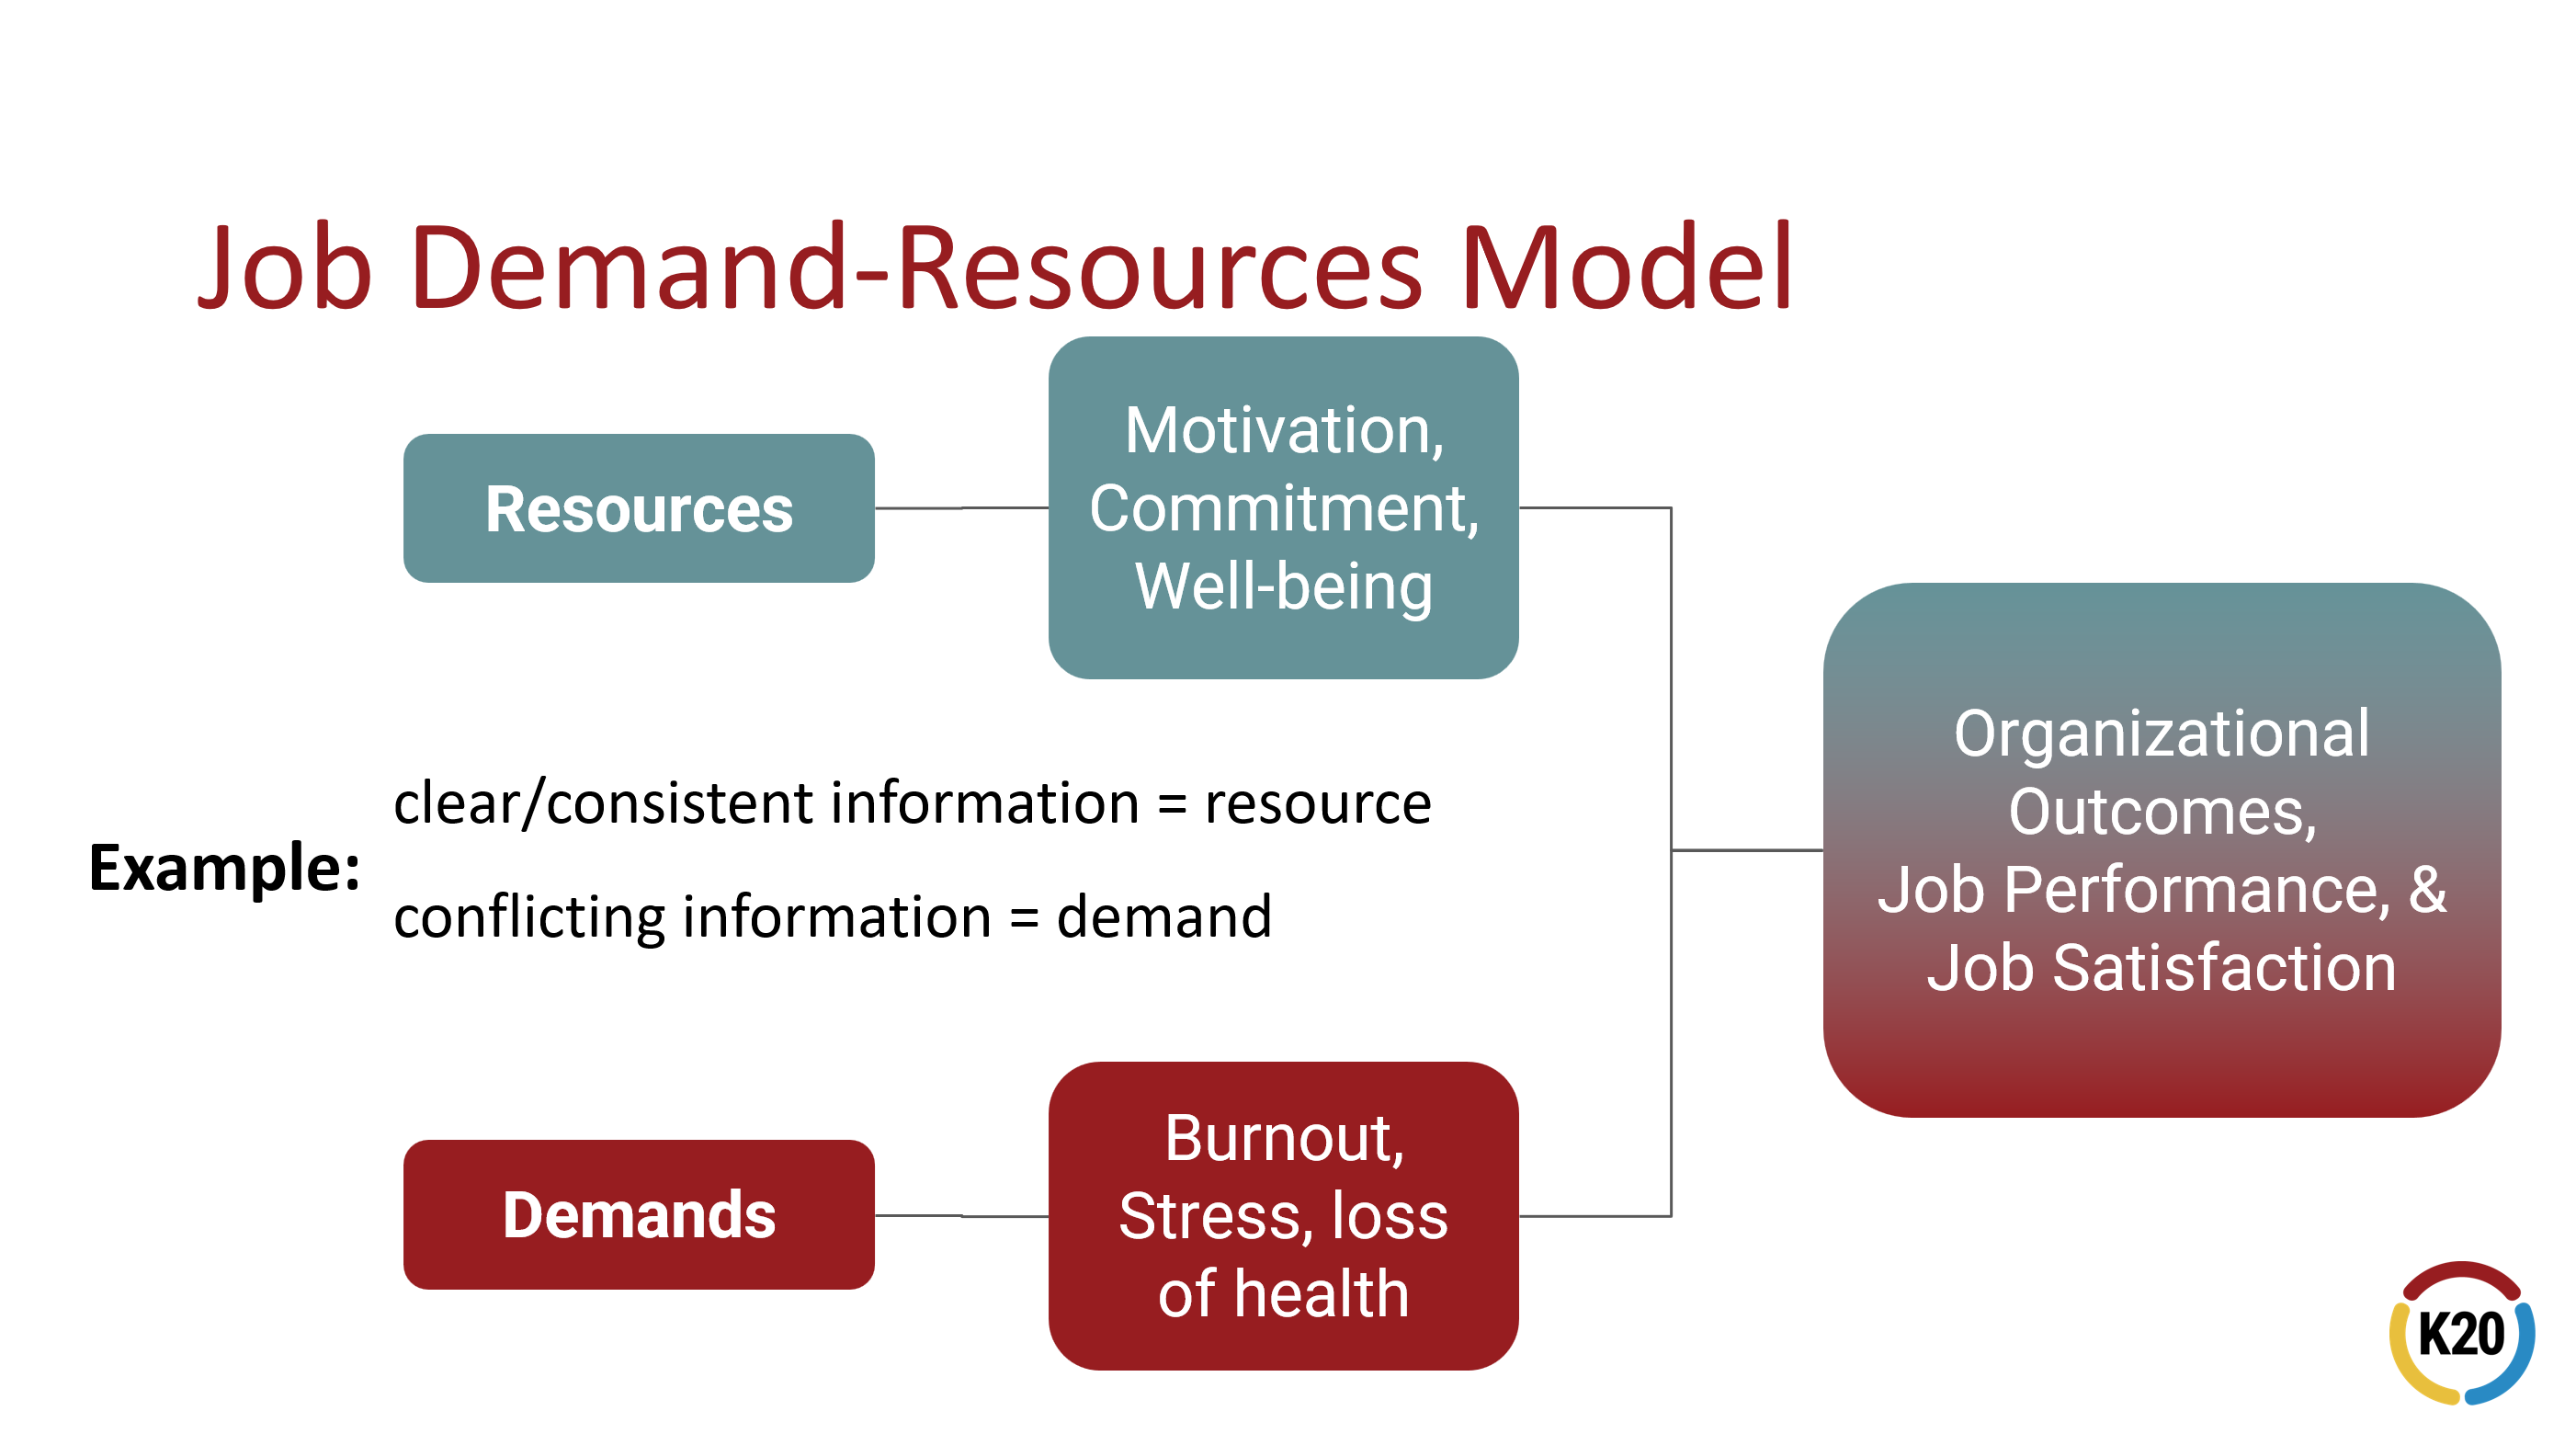 Job Demand-Resources Model
Resources
Motivation,
Commitment,
Well-being
Example:
clear/consistent information = resource
conflicting information = demand
Demands
Burnout,
Stress, loss
of health
Organizational
Outcomes,
Job Performance, &
Job Satisfaction
K20